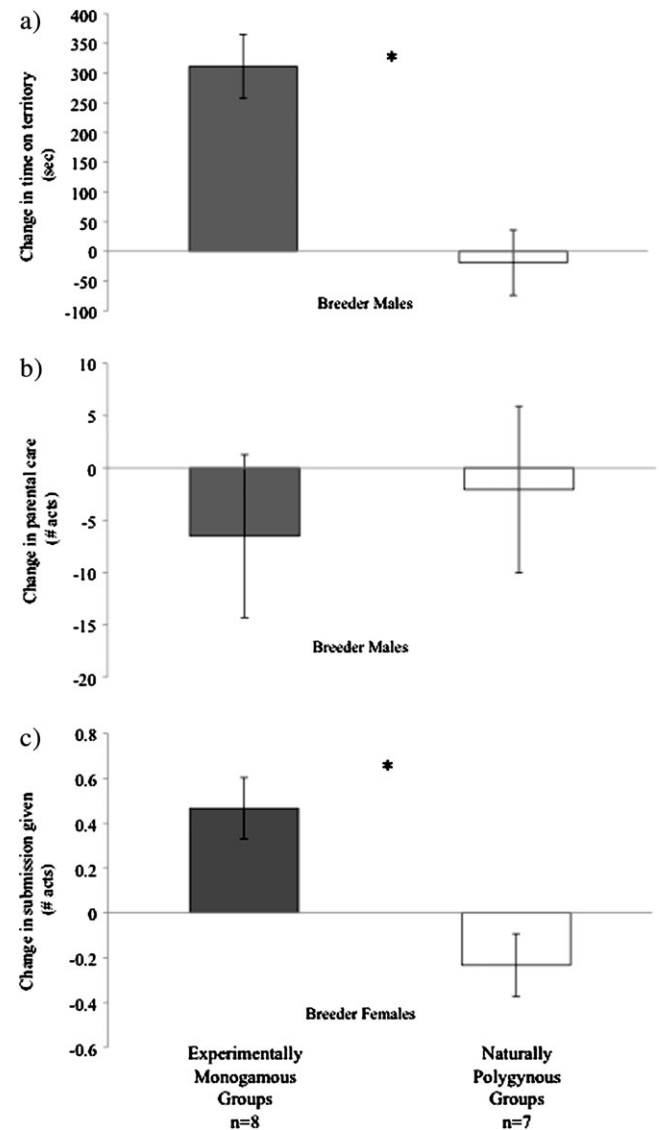 a)
400
350
300
250
200
150
100
50
0
-50
-100
Change in time on territory
(sec)
*
Breeder Males
b)
10
5
0
-5
-10
-15
-20
Change in parental care
(# acts)
Breeder Males
c)
0.8
0.6
0.4
0.2
0
-0.2
-0.4
-0.6
Change in submission given
(# acts)
*
Breeder Females
Experimentally
Monogamous
Groups
n=8
Naturally
Polygynous
Groups
n=7